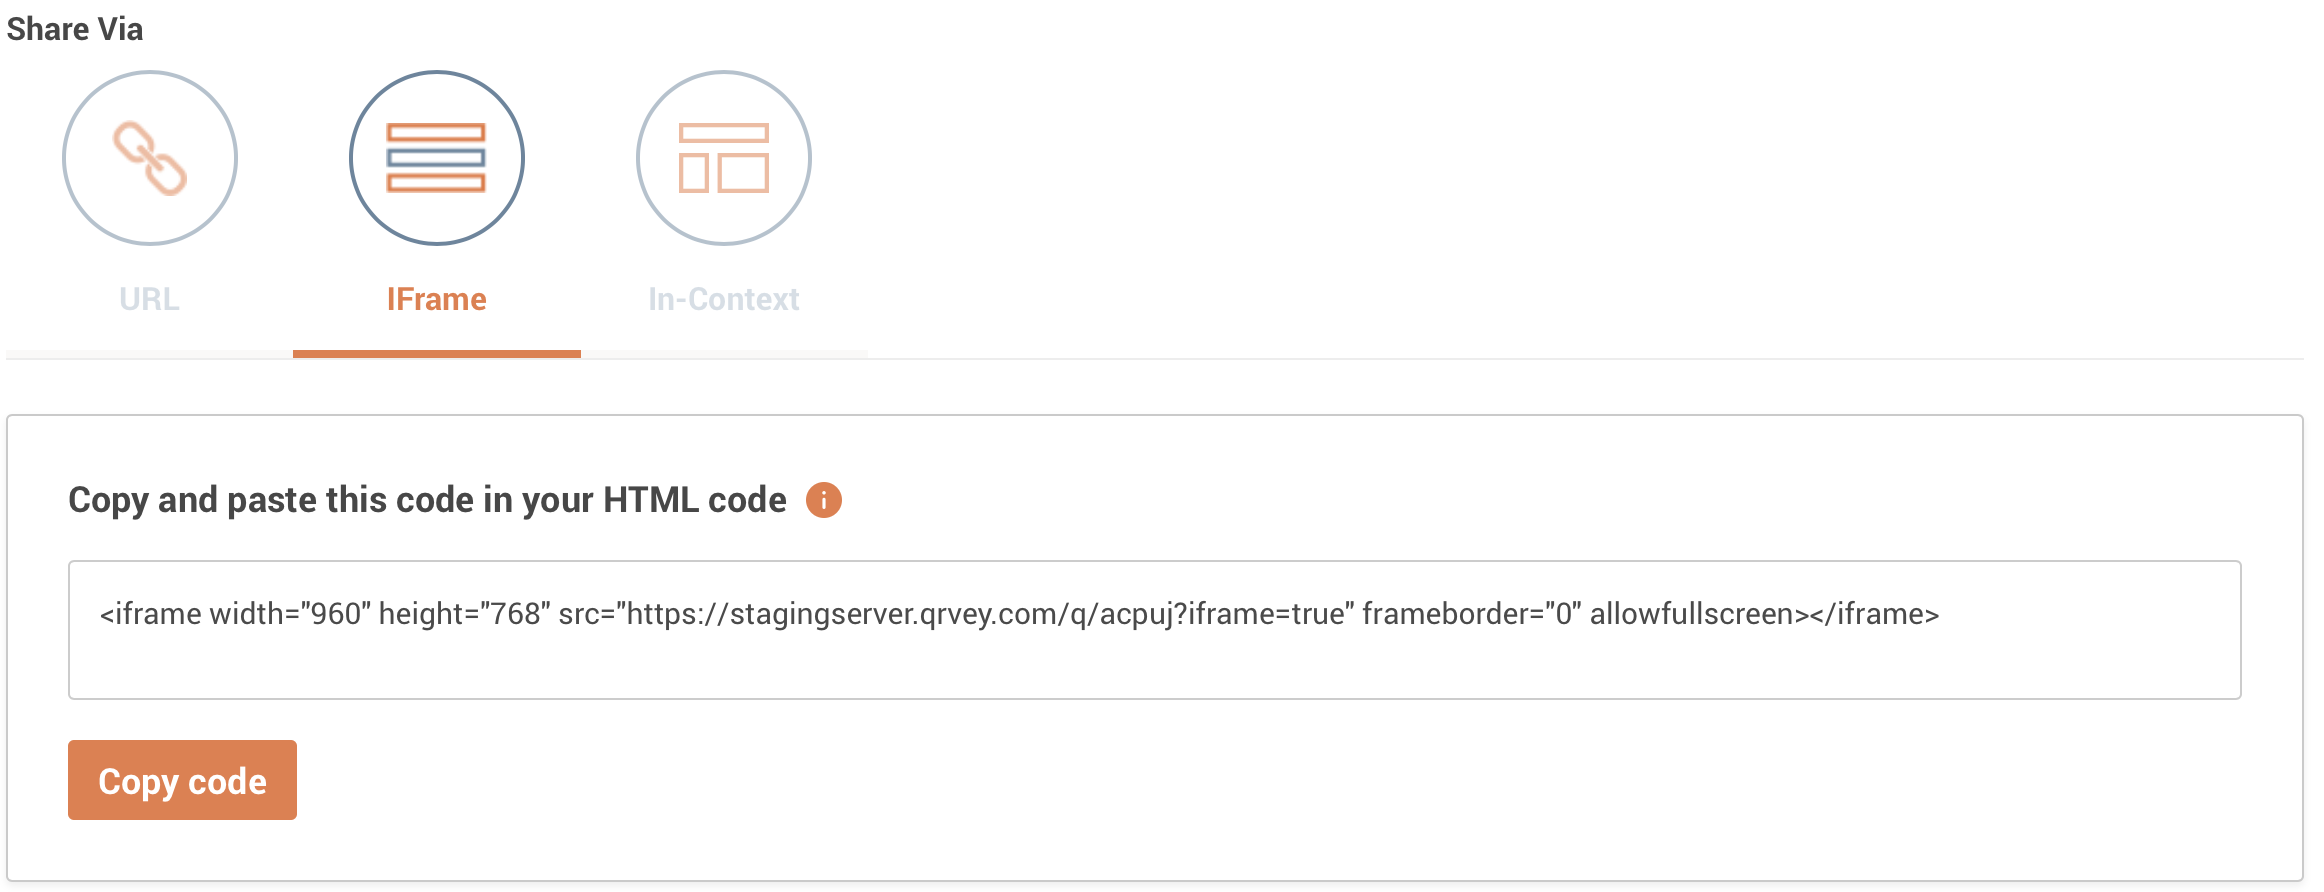 Share Via
URL
IFrame
In-Context
Copy and paste this code in your HTML code
<iframe width="960" height="768" src="https://stagingserver.qrvey.com/q/acpuj?iframe=true" frameborder="0" allowfullscreen></iframe>
Copy code